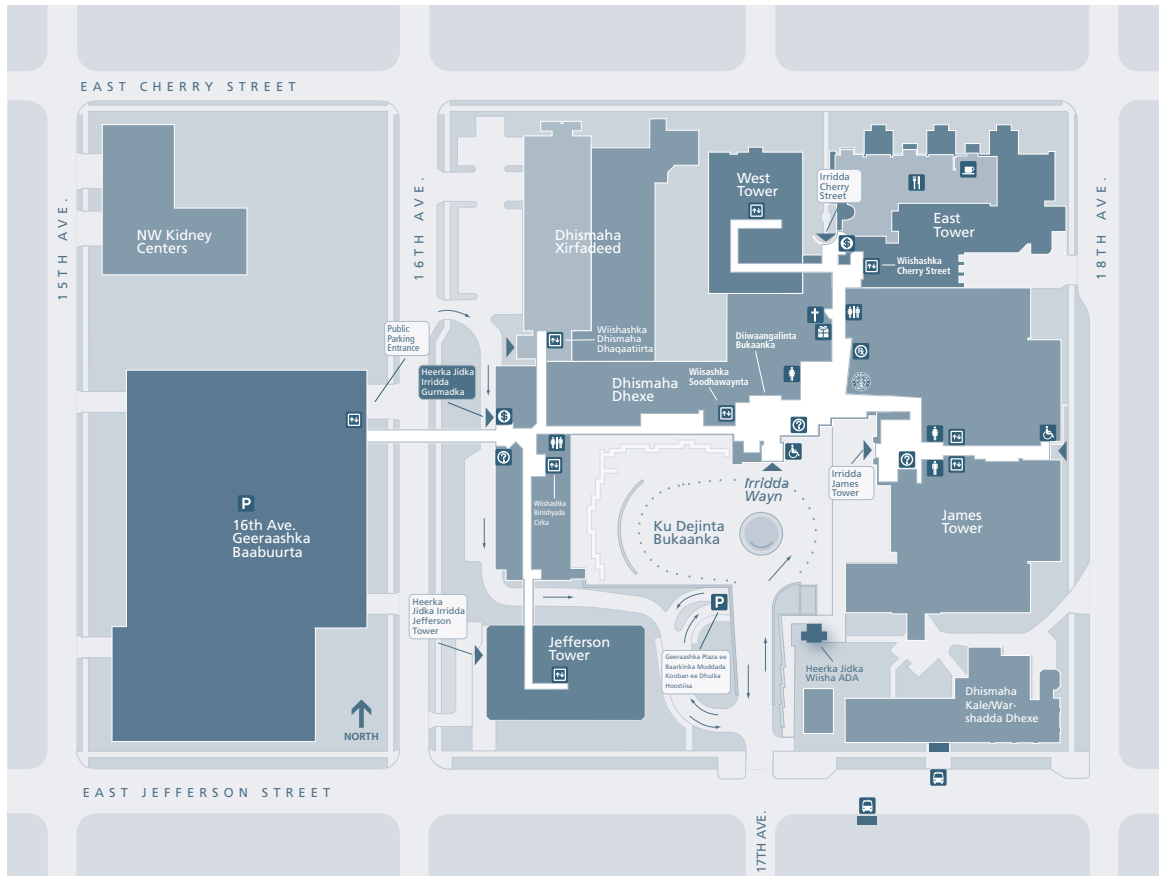 EAST CHERRY STREET
15TH AVE.
16TH AVE.
18TH AVE.
NW Kidney
Centers
Dhismaha
Xirfadeed
West
Tower
Irridda
Cherry
Street
East
Tower
Wiishashka
Cherry Street
Public
Parking
Entrance
Wiishashka
Dhismaha
Dhaqaatiirta
Diiwaangalinta
Bukaanka
Heerka Jidka
Irridda
Gurmadka
Dhismaha
Dhexe
Wiisashka
Soodhawaynta
Wiishashka
Biriishyada
Cirka
Irridda
Wayn
Irridda
James
Tower
P
16th Ave.
Geeraashka
Baabuurta
Ku Dejinta
Bukaanka
James
Tower
Heerka
Jidka Irridda
Jefferson
Tower
P
Jefferson
Tower
Geeraashka Plaza ee
Baarkinka Muddada
Kooban ee Dhulka
Hoostiisa
Heerka Jidka
Wiisha ADA
Dhismaha
Kale/War-
shadda Dhexe
NORTH
EAST JEFFERSON STREET
17TH AVE.